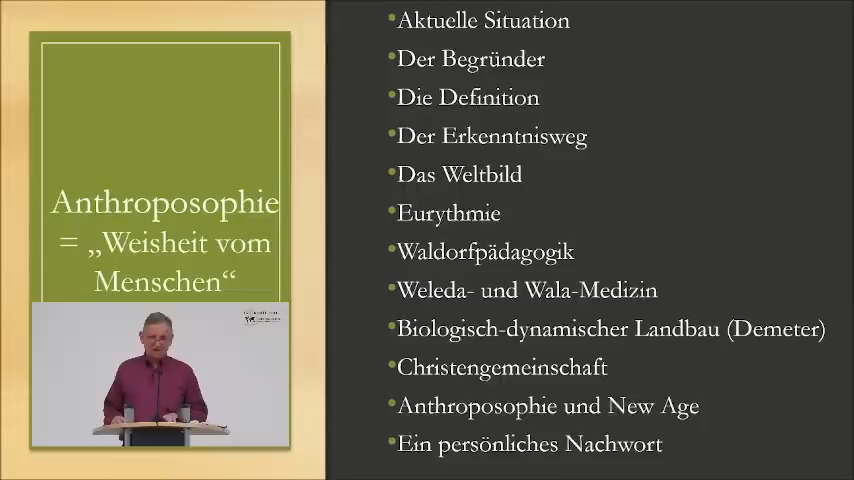 Anthroposophie
= „Weisheit vom
Menschen“
•Aktuelle Situation
•Der Begründer
•Die Definition
•Der Erkenntnisweg
•Das Weltbild
•Eurythmie
•Waldorfpädagogik
•Weleda- und Wala-Medizin
•Biologisch-dynamischer Landbau (Demeter)
•Christengemeinschaft
•Anthroposophie und New Age
•Ein persönliches Nachwort